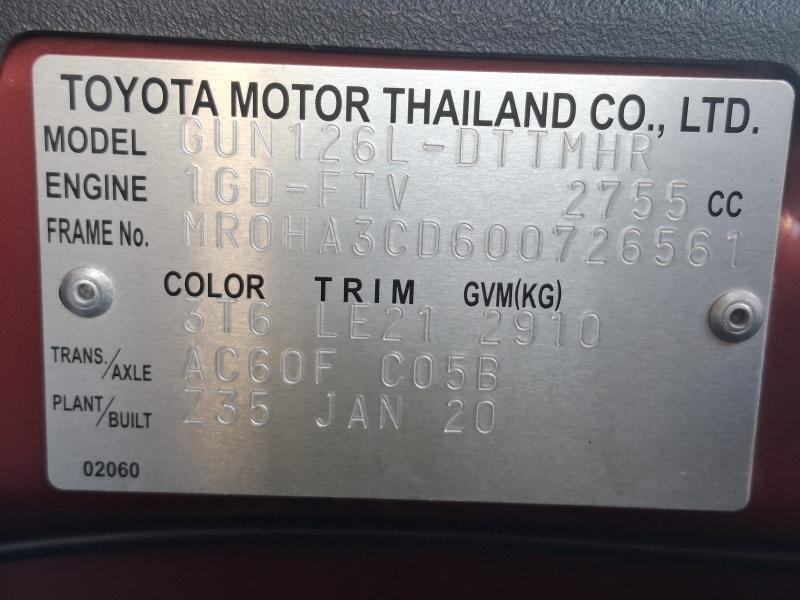 TOYOTA MOTOR THAILAND CO., LTD.
MODEL GUN126L-DTTMHR
ENGINE 1GD-FTV 2755 CC
FRAME No. MR0HA3CD600726561
COLOR TRIM GVM(KG)
3T6 LE21 2910
TRANS./AXLE AC60F C05B
PLANT/BUILT Z35 JAN 20
02060